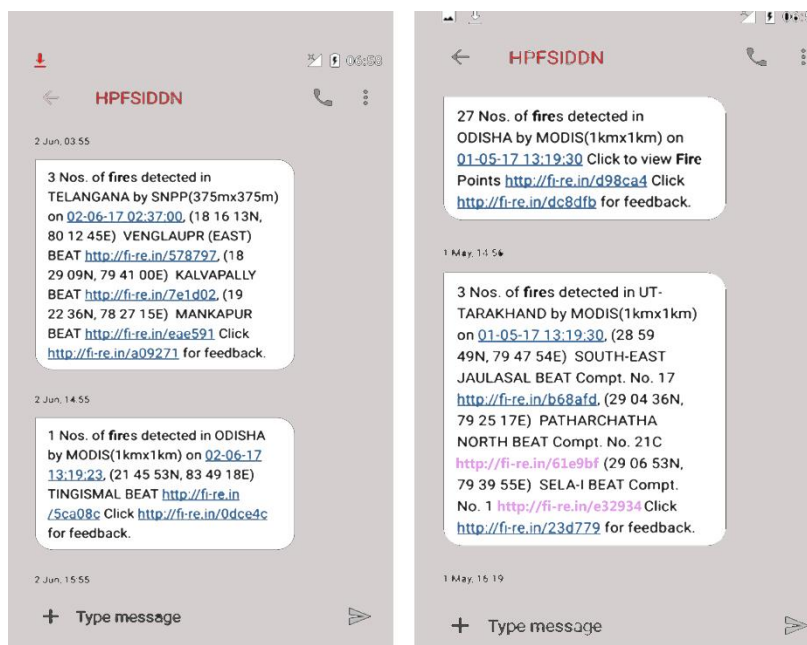 06:58
HPFSIDDN
2 Jun, 03:55
3 Nos. of fires detected in
TELANGANA by SNPP(375mx375m)
on 02-06-17 02:37:00, (18 16 13N,
80 12 45E)  VENGLAUPR (EAST)
BEAT http://fi-re.in/578797, (18
29 09N, 79 41 00E)  KALVAPALLY
BEAT http://fi-re.in/7e1d02, (19
22 36N, 78 27 15E)  MANKAPUR
BEAT http://fi-re.in/eae591 Click
http://fi-re.in/a09271 for feedback.
2 Jun, 14:55
1 Nos. of fires detected in ODISHA
by MODIS(1kmx1km) on 02-06-17
13:19:23, (21 45 53N, 83 49 18E)
TINGISMAL BEAT http://fi-re.in
/5ca08c Click http://fi-re.in/0dce4c
for feedback.
2 Jun, 15:55
Type message
HPFSIDDN
27 Nos. of fires detected in
ODISHA by MODIS(1kmx1km) on
01-05-17 13:19:30 Click to view Fire
Points http://fi-re.in/d98ca4 Click
http://fi-re.in/dc8dfb for feedback.
1 May, 14:56
3 Nos. of fires detected in UT-
TARAKHAND by MODIS(1kmx1km)
on 01-05-17 13:19:30, (28 59
49N, 79 47 54E)  SOUTH-EAST
JAULASAL BEAT Compt. No. 17
http://fi-re.in/b68afd, (29 04 36N,
79 25 17E)  PATHARCHATHA
NORTH BEAT Compt. No. 21C
http://fi-re.in/61e9bf (29 06 53N,
79 39 55E)  SELA-I BEAT Compt.
No. 1 http://fi-re.in/e32934 Click
http://fi-re.in/23d779 for feedback.
1 May, 16:19
Type message